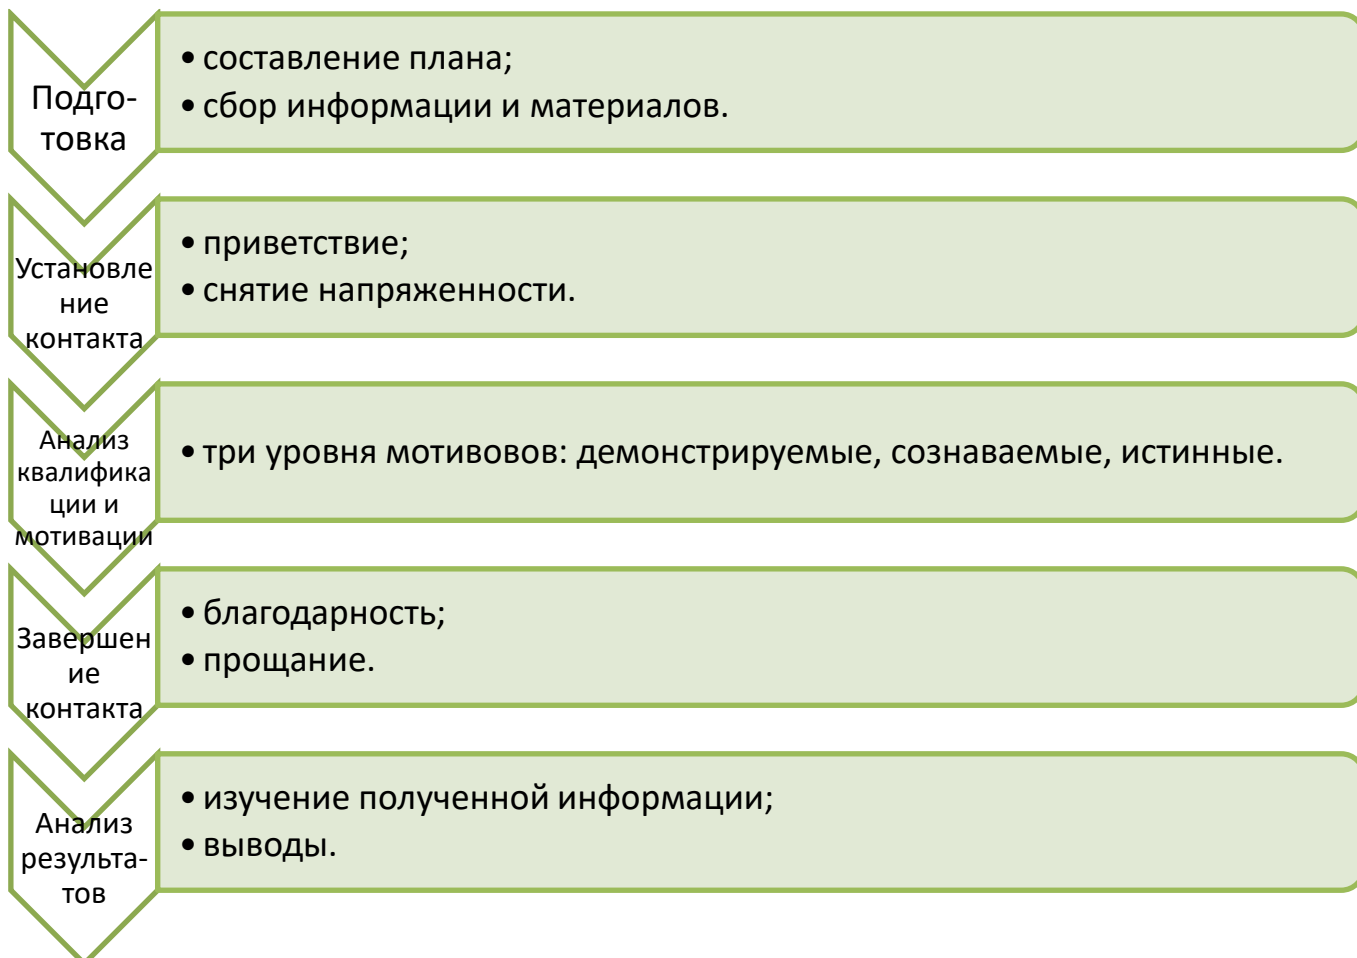 Подго-
товка
• составление плана;
• сбор информации и материалов.
Установле
ние
контакта
• приветствие;
• снятие напряженности.
Анализ
квалифика
ции и
мотивации
• три уровня мотивовов: демонстрируемые, сознаваемые, истинные.
Завершен
ие
контакта
• благодарность;
• прощание.
Анализ
результа-
тов
• изучение полученной информации;
• выводы.